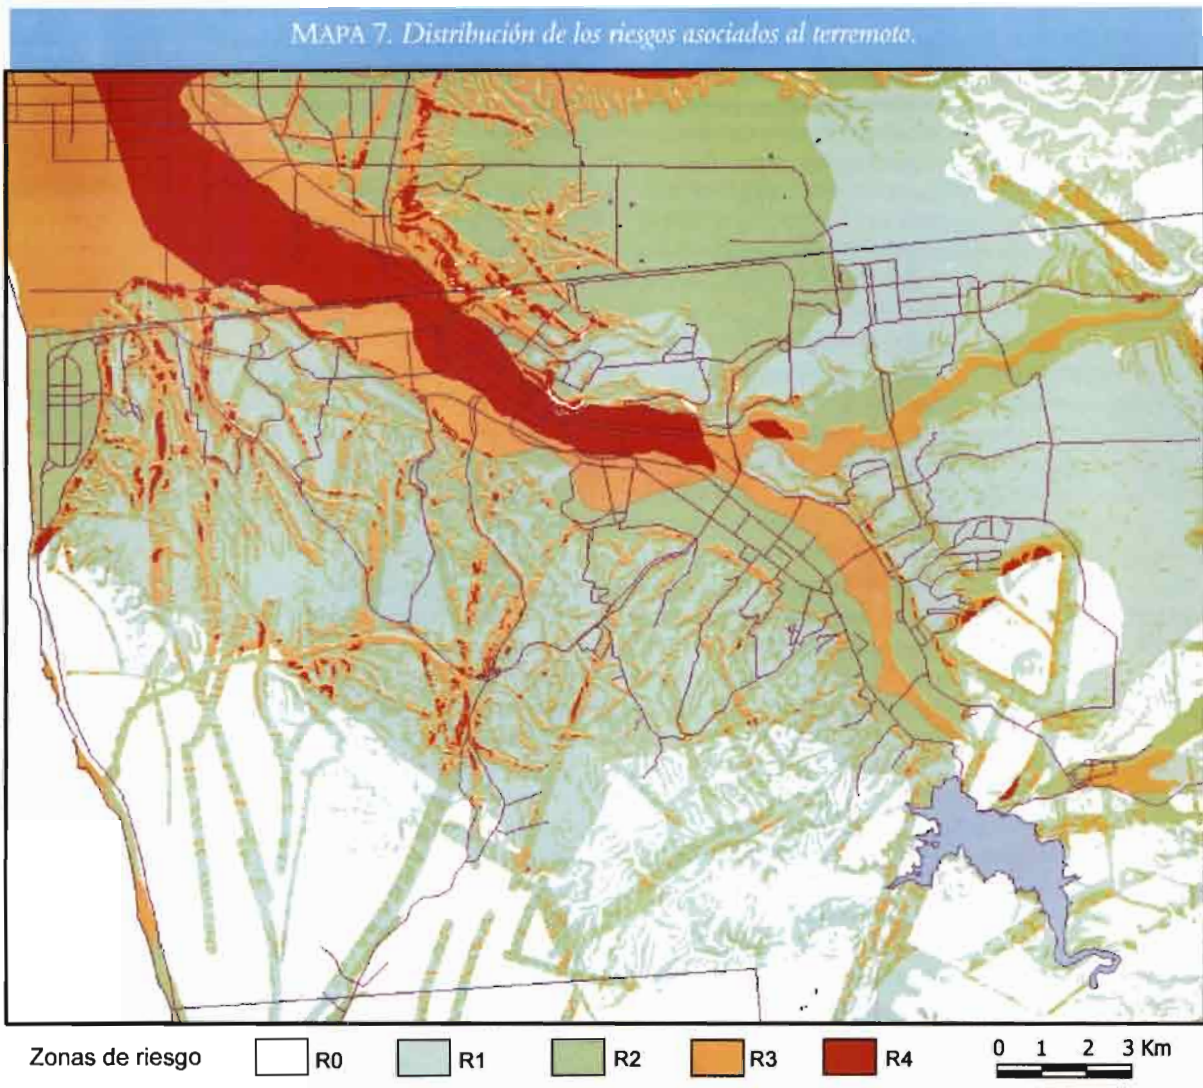 MAPA 7. Distribución de los riesgos asociados al terremoto.
Zonas de riesgo R0 R1 R2 R3 R4 0 1 2 3 Km